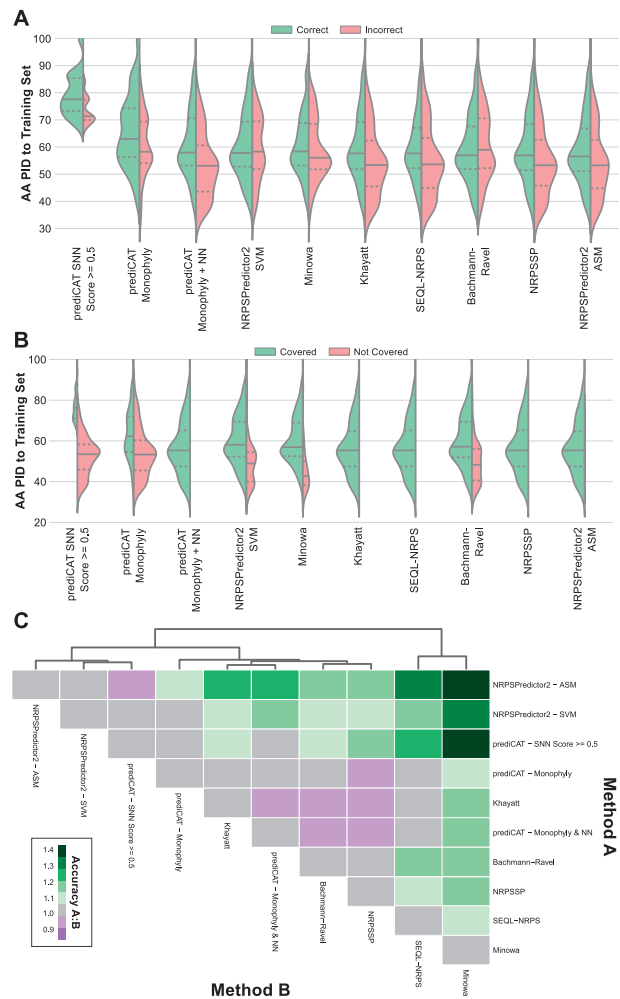 A
Correct
Incorrect
AA PID to Training Set
100
90
80
70
60
50
40
30
prediCAT SNN
Score >= 0.5
prediCAT
Monophyly
prediCAT
Monophyly + NN
NRPSPredictor2
SVM
Minowa
Khayatt
SEQL-NRPS
Bachmann-
Ravel
NRPSSP
NRPSPredictor2
ASM
B
Covered
Not Covered
AA PID to Training Set
100
80
60
40
20
prediCAT SNN
Score >= 0.5
prediCAT
Monophyly
prediCAT
Monophyly + NN
NRPSPredictor2
SVM
Minowa
Khayatt
SEQL-NRPS
Bachmann-
Ravel
NRPSSP
NRPSPredictor2
ASM
C
NRPSPredictor2 − ASM
NRPSPredictor2 − SVM
prediCAT − SNN Score >= 0.5
prediCAT − Monophyly
Khayatt
prediCAT − Monophyly & NN
Bachmann−Ravel
NRPSSP
SEQL−NRPS
Minowa
Method A
NRPSPredictor2 − ASM
NRPSPredictor2 − SVM
prediCAT − SNN Score >= 0.5
prediCAT − Monophyly
Khayatt
prediCAT − Monophyly & NN
Bachmann−Ravel
NRPSSP
SEQL−NRPS
Minowa
Method B
1.4
1.3
1.2
1.1
1.0
0.9
Accuracy A:B